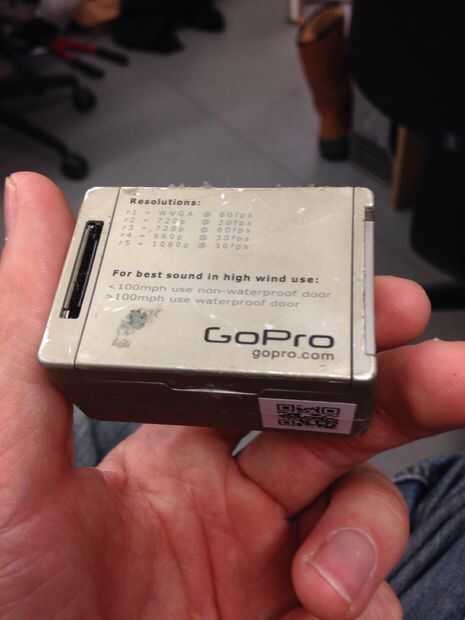 Resolutions:
r1 = WVGA @ 60fps
r2 = 720p @ 30fps
r3 = 720p @ 60fps
r4 = 960p @ 30fps
r5 = 1080p @ 30fps
For best sound in high wind use:
<100mph use non-waterproof door
>100mph use waterproof door
GoPro
gopro.com